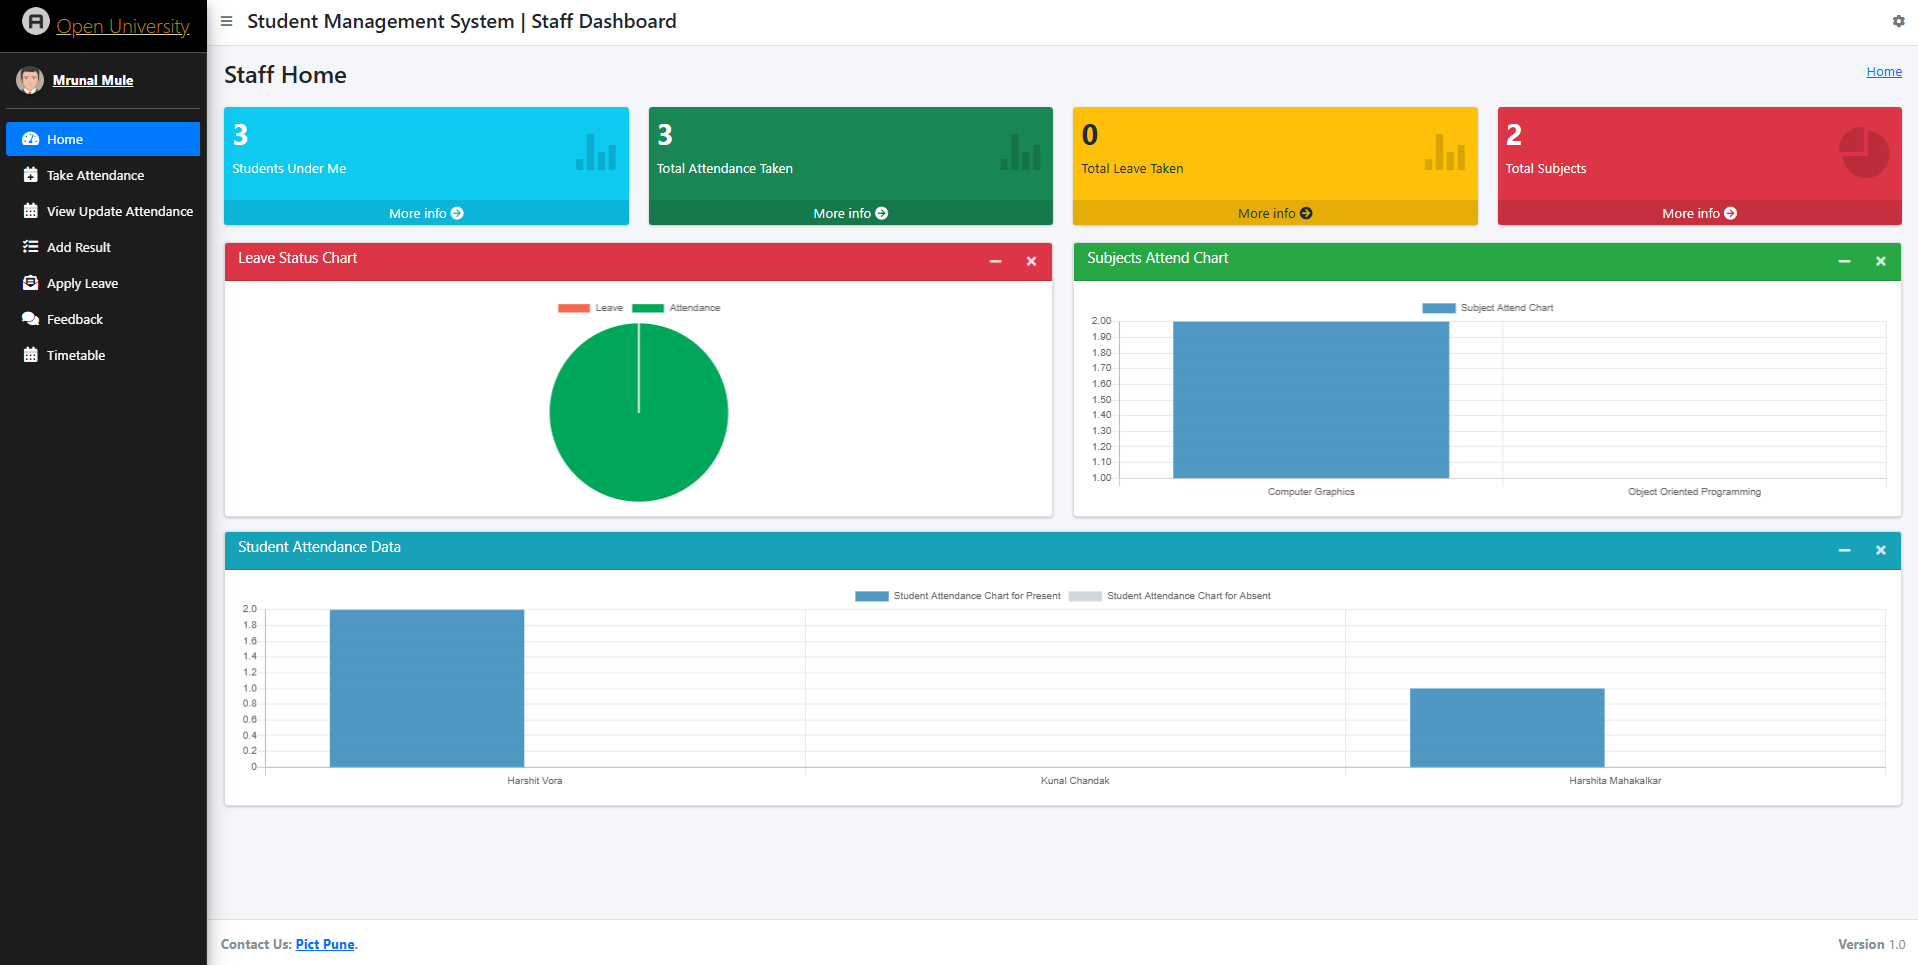 Open University
Student Management System | Staff Dashboard
Mrunal Mule
Home
Take Attendance
View Update Attendance
Add Result
Apply Leave
Feedback
Timetable
Staff Home
Home
3
Students Under Me
More info
3
Total Attendance Taken
More info
0
Total Leave Taken
More info
2
Total Subjects
More info
Leave Status Chart
Leave
Attendance
Subjects Attend Chart
Subject Attend Chart
2.00
1.90
1.80
1.70
1.60
1.50
1.40
1.30
1.20
1.10
1.00
Computer Graphics
Object Oriented Programming
Student Attendance Data
Student Attendance Chart for Present
Student Attendance Chart for Absent
2.0
1.8
1.6
1.4
1.2
1.0
0.8
0.6
0.4
0.2
0
Harshit Vora
Kunal Chandak
Harshita Mahakalkar
Contact Us: Pict Pune.
Version 1.0